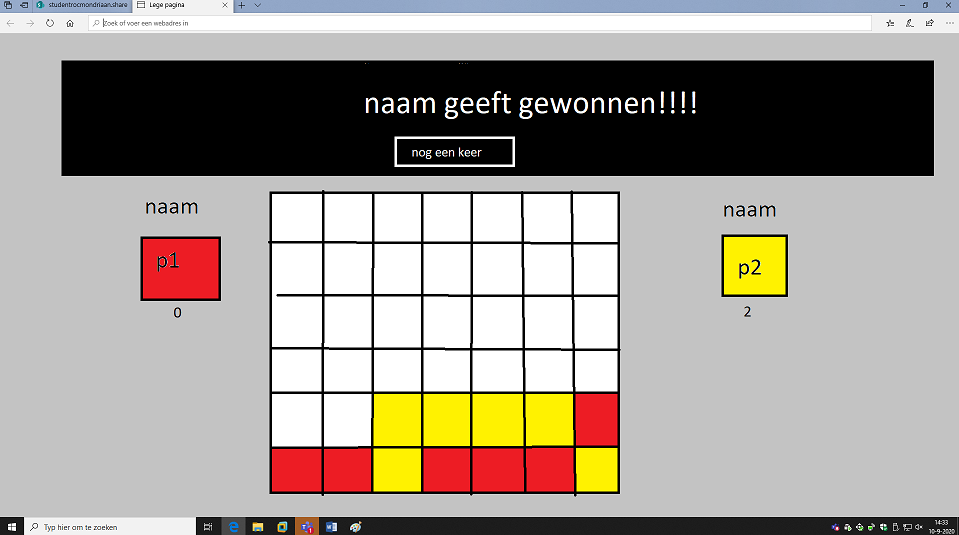 studentrocmondriaan.share
Lege pagina
Zoek of voer een webadres in
naam geeft gewonnen!!!!
nog een keer
naam
naam
p1
p2
0
2
Typ hier om te zoeken
14:33
10-9-2020